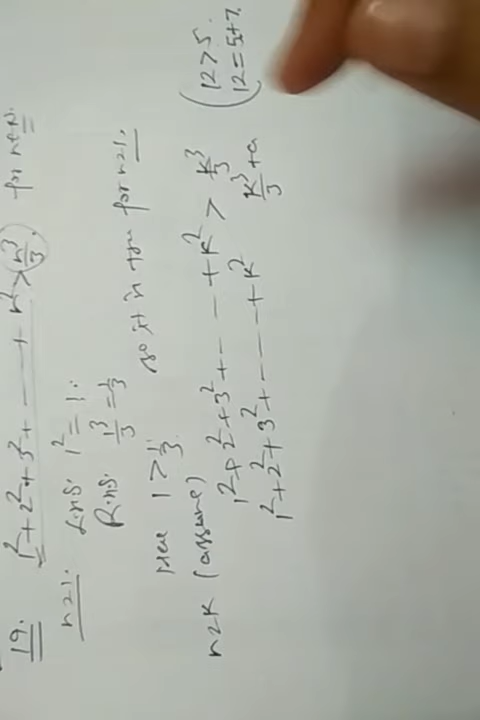 19. 1²+2²+3²+ ---- + n² > n³/3. for n∈N.
n=1. L.H.S. 1² = 1.
R.H.S. 1³/3 = 1/3
Here 1 > 1/3. so it is true for n=1.
n=k (assume)
1²+2²+3²+ --- +k² > k³/3 (12 > 5.
1²+2²+3²+ --- +k² k³/3 +a 12 = 5+7.